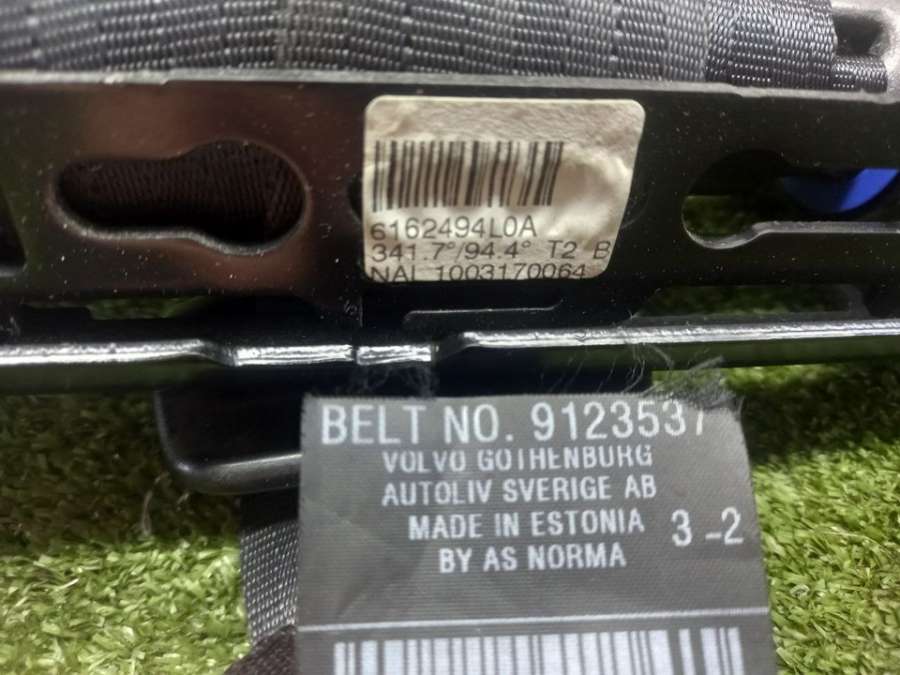 6162494L0A
341.7°/94.4° T2 B
NAL 1003170064
BELT NO. 9123537
VOLVO GOTHENBURG
AUTOLIV SVERIGE AB
MADE IN ESTONIA 3-2
BY AS NORMA